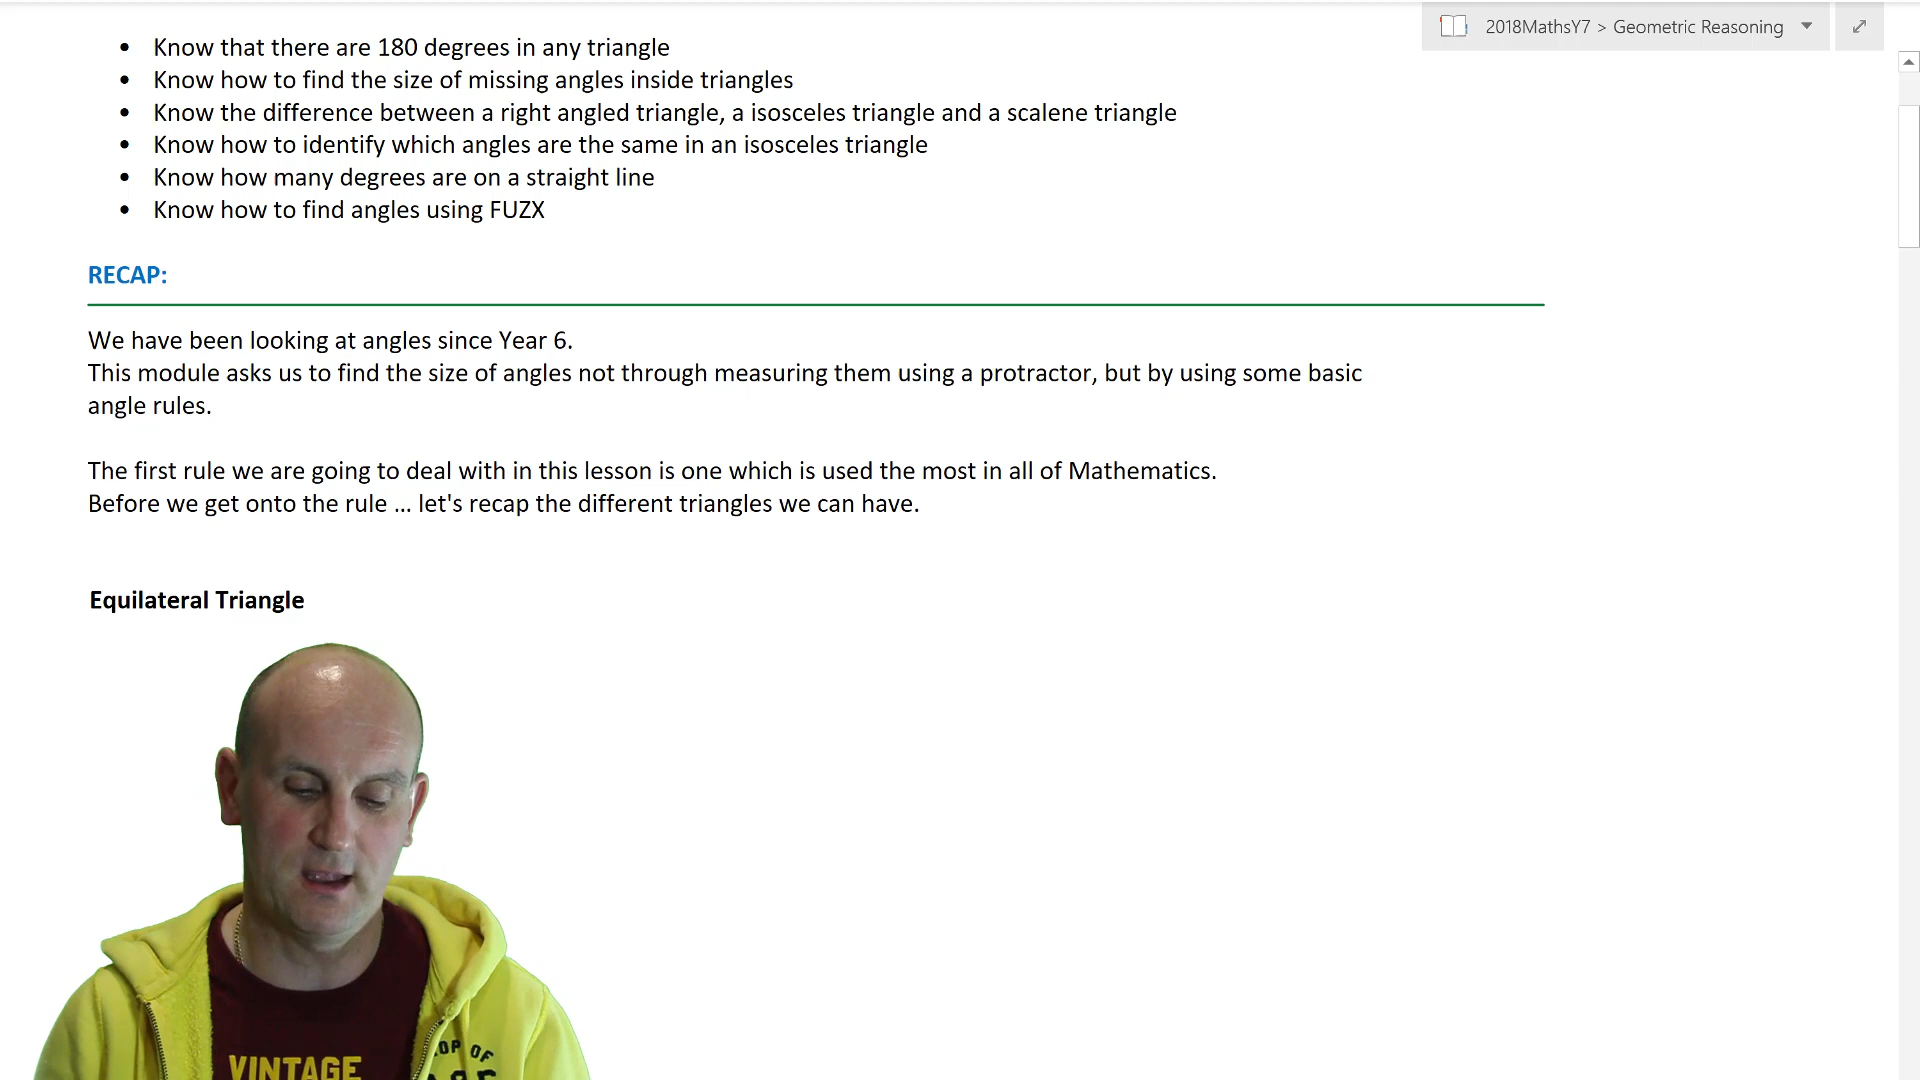 2018MathsY7 > Geometric Reasoning
• Know that there are 180 degrees in any triangle
• Know how to find the size of missing angles inside triangles
• Know the difference between a right angled triangle, a isosceles triangle and a scalene triangle
• Know how to identify which angles are the same in an isosceles triangle
• Know how many degrees are on a straight line
• Know how to find angles using FUZX
RECAP:
We have been looking at angles since Year 6.
This module asks us to find the size of angles not through measuring them using a protractor, but by using some basic
angle rules.
The first rule we are going to deal with in this lesson is one which is used the most in all of Mathematics.
Before we get onto the rule ... let's recap the different triangles we can have.
Equilateral Triangle
VINTAGE
OF